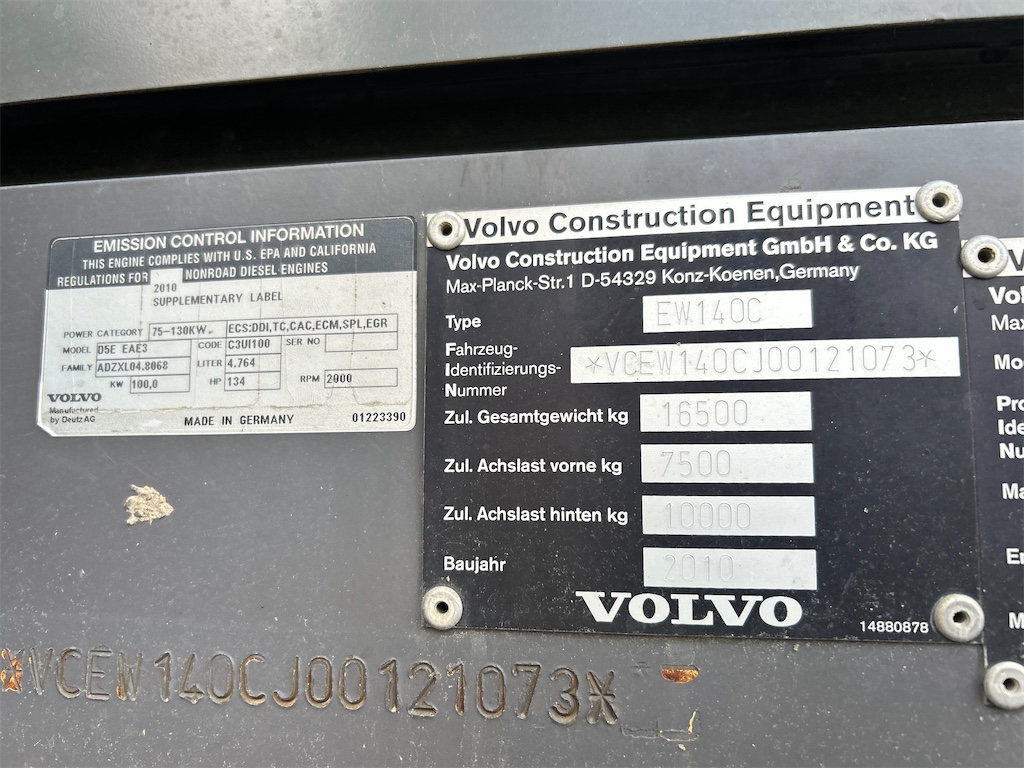 EMISSION CONTROL INFORMATION
THIS ENGINE COMPLIES WITH U.S. EPA AND CALIFORNIA
REGULATIONS FOR 2010 NONROAD DIESEL ENGINES
SUPPLEMENTARY LABEL
POWER CATEGORY 75-130KW. ECS:DDI,TC,CAC,ECM,SPL,EGR
MODEL D5E EAE3 CODE C3UI100 SER NO
FAMILY ADZXL04.8068 LITER 4.764
KW 100,0 HP 134 RPM 2000
VOLVO
Manufactured
by Deutz AG MADE IN GERMANY 01223390
Volvo Construction Equipment
Volvo Construction Equipment GmbH & Co. KG
Max-Planck-Str.1 D-54329 Konz-Koenen,Germany
Type EW140C
Fahrzeug-
Identifizierungs- *VCEW140CJ00121073*
Nummer
Zul. Gesamtgewicht kg 16500
Zul. Achslast vorne kg 7500
Zul. Achslast hinten kg 10000
Baujahr 2010
VOLVO
14880878
*VCEW140CJ00121073*